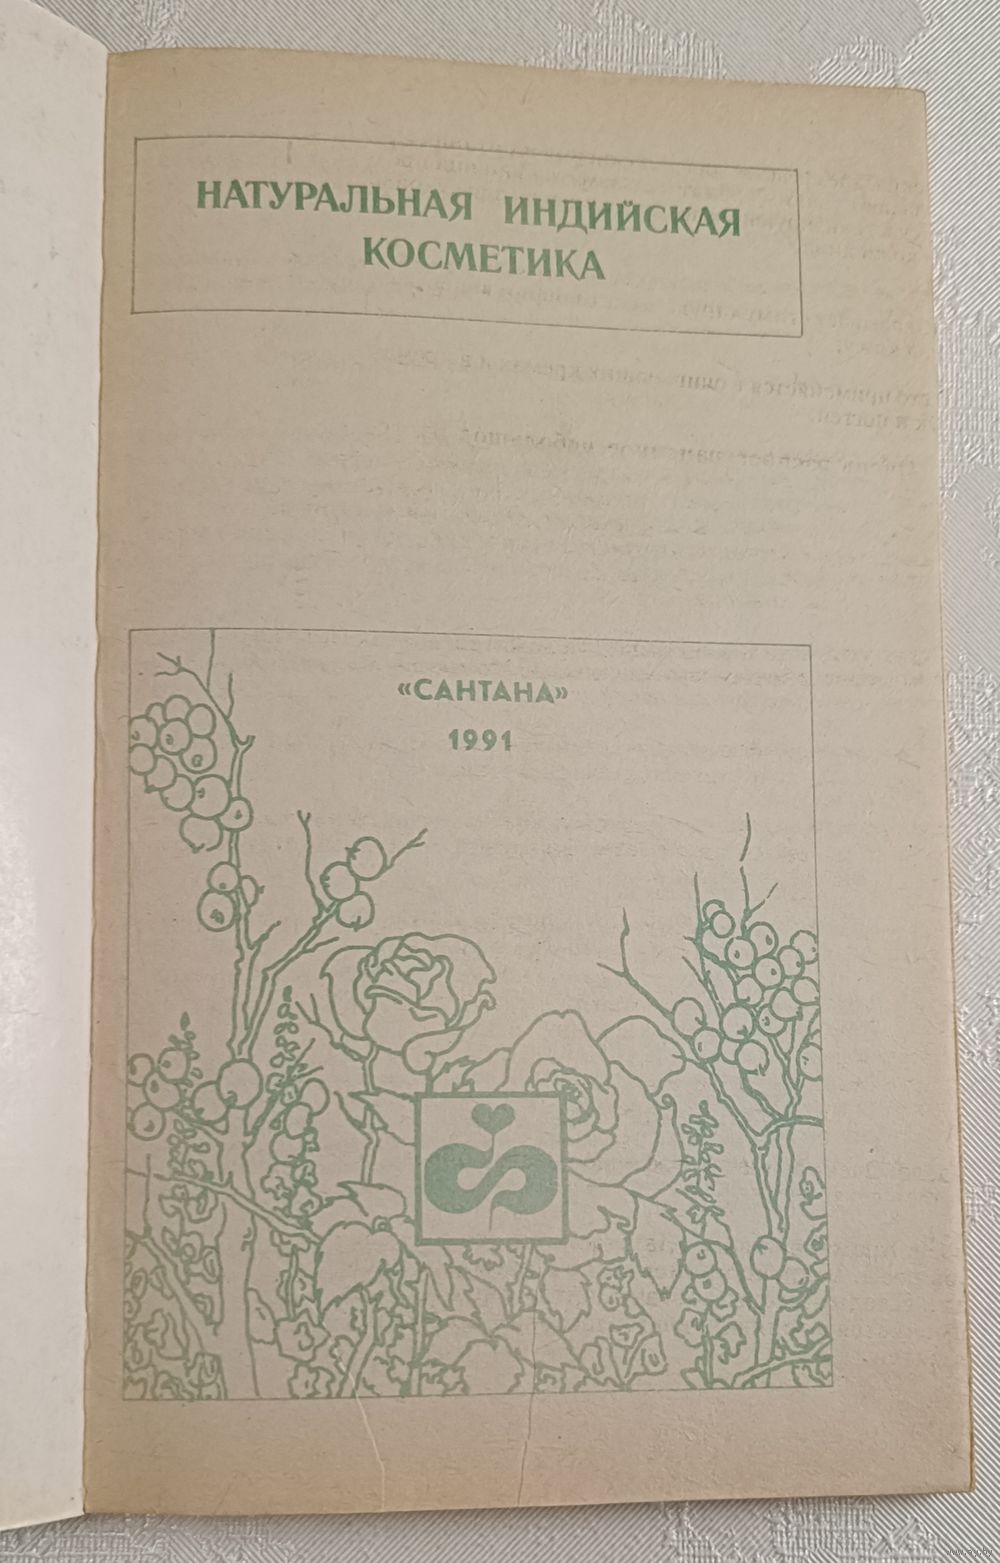 НАТУРАЛЬНАЯ ИНДИЙСКАЯ
КОСМЕТИКА
«САНТАНА»
1991